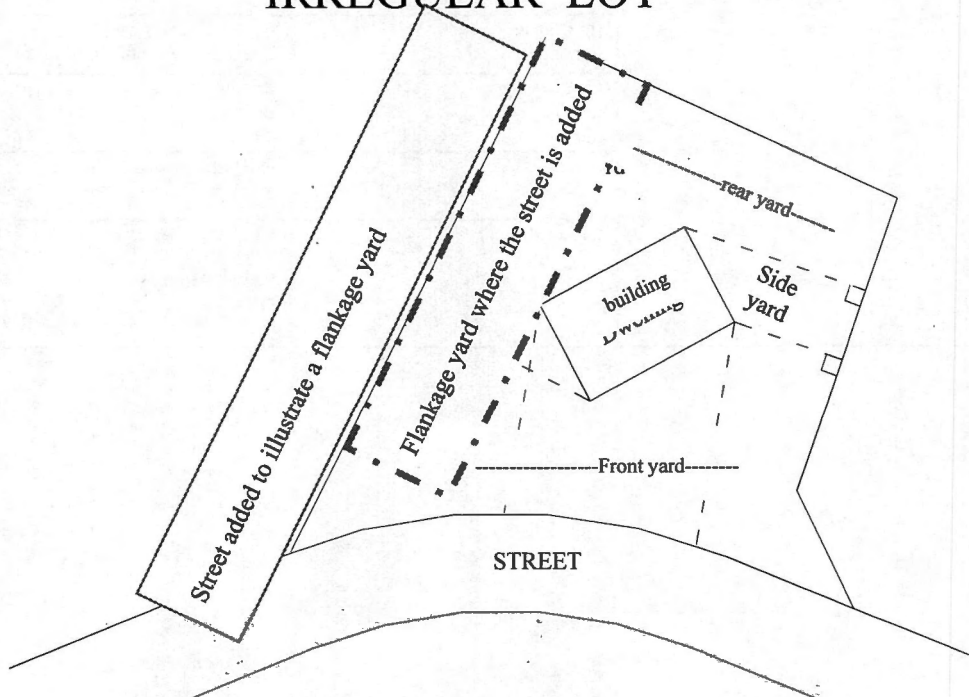 IRREGULAR LOT
Street added to illustrate a flankage yard
Flankage yard where the street is added
rear yard
building
Side
yard
Front yard
STREET